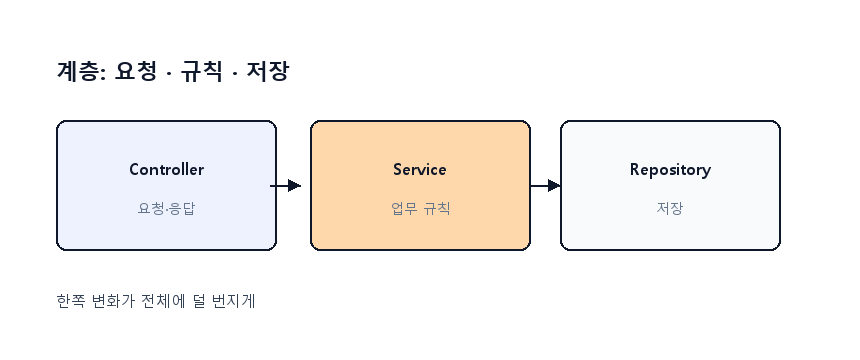 계층: 요청 · 규칙 · 저장
Controller
요청·응답
Service
업무 규칙
Repository
저장
한쪽 변화가 전체에 덜 번지게